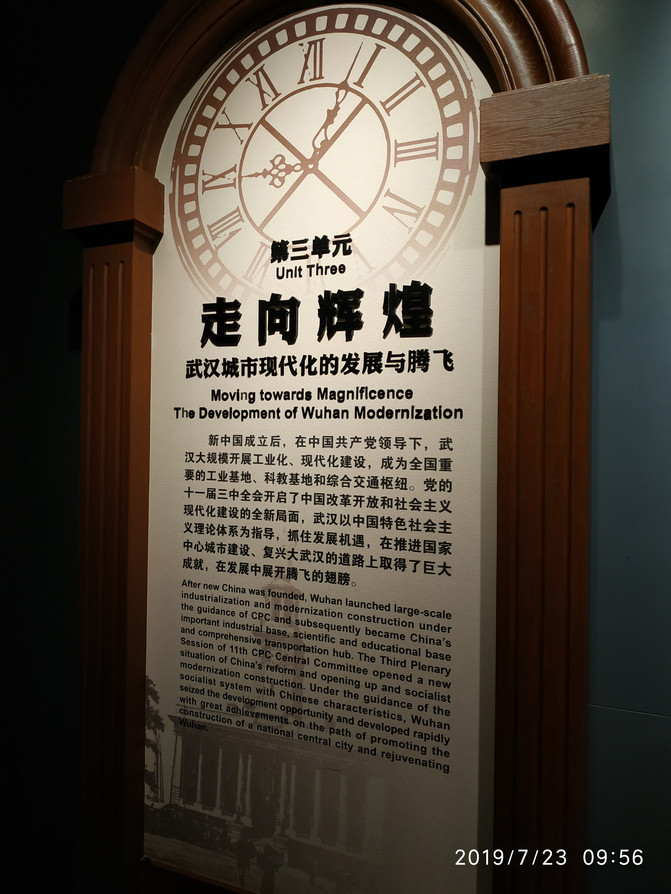 XII
I
II
III
IV
VIII
IX
X
XI
第三单元
Unit Three
走向辉煌
武汉城市现代化的发展与腾飞
Moving towards Magnificence
The Development of Wuhan Modernization
新中国成立后，在中国共产党领导下，武
汉大规模开展工业化、现代化建设，成为全国重
要的工业基地、科教基地和综合交通枢纽。党的
十一届三中全会开启了中国改革开放和社会主义
现代化建设的全新局面，武汉以中国特色社会主
义理论体系为指导，抓住发展机遇，在推进国家
中心城市建设、复兴大武汉的道路上取得了巨大
成就，在发展中展开腾飞的翅膀。
After new China was founded, Wuhan launched large-scale
industrialization and modernization construction under
the guidance of CPC and subsequently became China's
important industrial base, scientific and educational base
and comprehensive transportation hub. The Third Plenary
Session of 11th CPC Central Committee opened a new
situation of China's reform and opening up and socialist
modernization construction. Under the guidance of the
socialist system with Chinese characteristics, Wuhan
seized the development opportunity and developed rapidly
with great achievements on the path of promoting the
construction of a national central city and rejuvenating
Wuhan.
2019/7/23 09:56